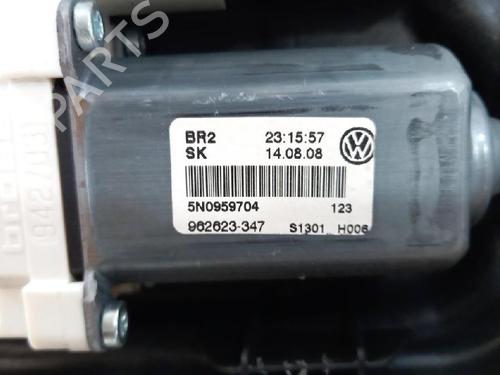 BR2 23:15:57
SK 14.08.08
5N0959704 123
962623-347 S1301 H006
PARTS